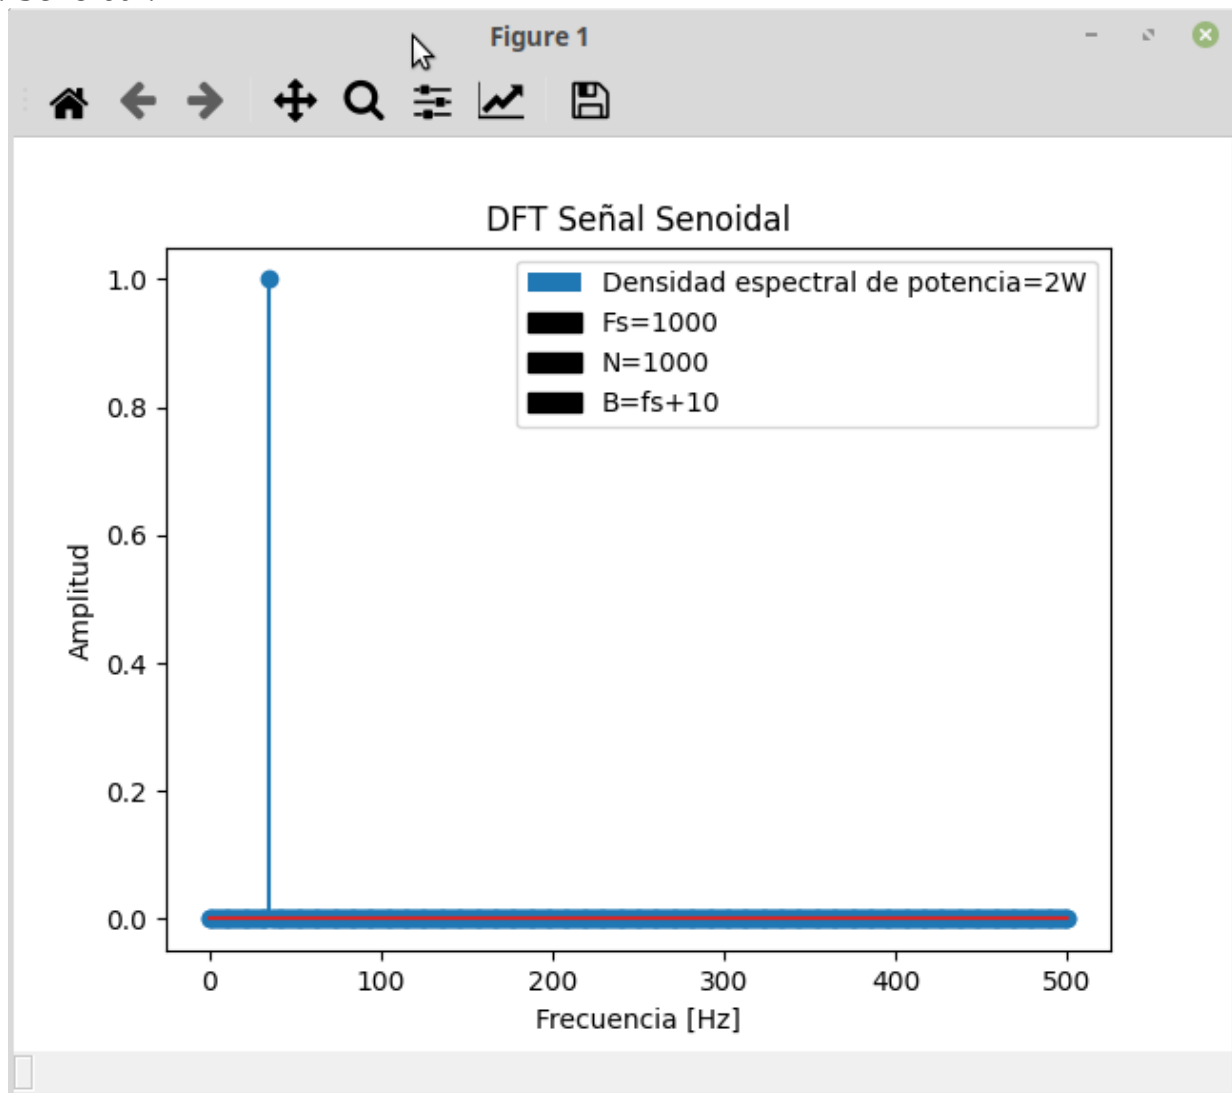 Figure 1
DFT Señal Senoidal
Densidad espectral de potencia=2W
Fs=1000
N=1000
B=fs+10
1.0
0.8
0.6
0.4
0.2
0.0
Amplitud
0 100 200 300 400 500
Frecuencia [Hz]